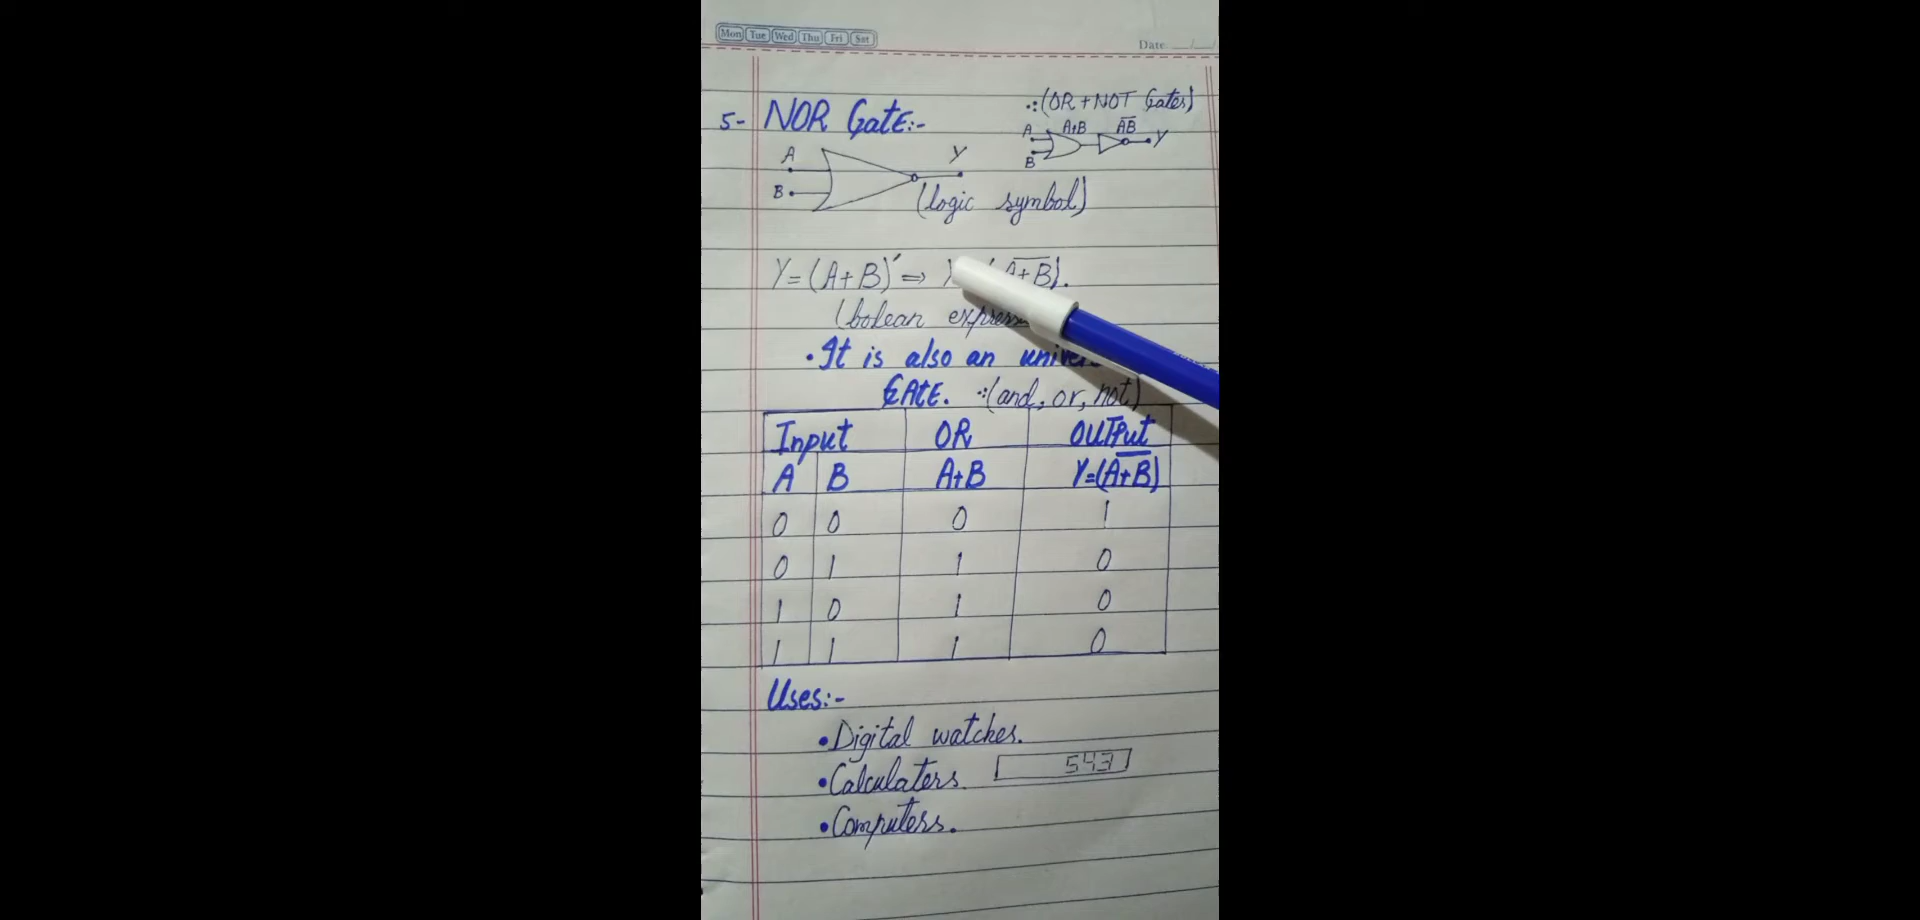 Mon Tue Wed Thu Fri Sat
Date: __/__/
∴(OR + NOT Gates)
5- NOR GatE:-
A A+B A̅B̅ Y
B
A Y
B
(logic symbol)
Y=(A+B)′ ⇒ (A̅+̅B̅).
(bolean
• It is also an
GAtE. ∴(and, or, not)
Input OR OUTPut
A B A+B Y=(A̅+̅B̅)
0 0 0 1
0 1 1 0
1 0 1 0
1 1 1 0
Uses:-
• Digital watches.
• Calculaters. 543
• Computers.